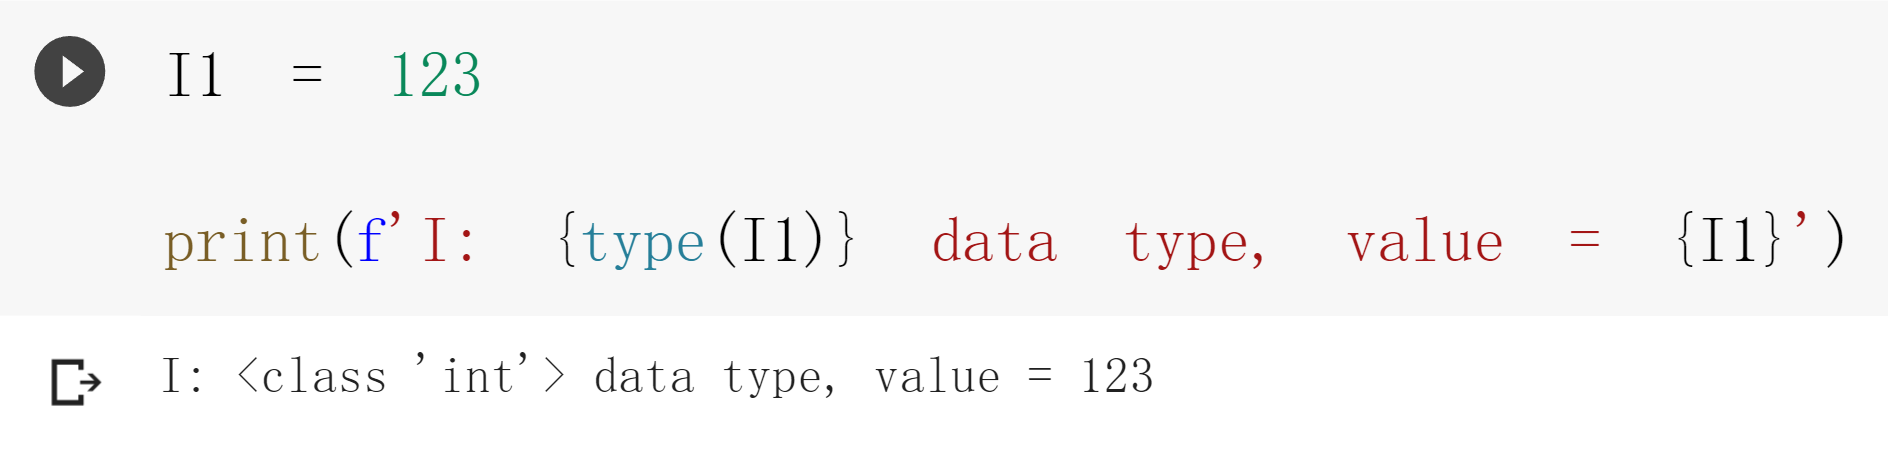 I1 = 123
print(f'I: {type(I1)} data type, value = {I1}')
I: <class 'int'> data type, value = 123